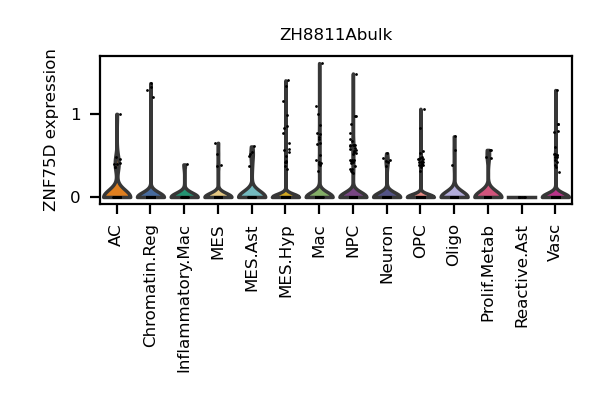 ZH8811Abulk
ZNF75D expression
1
0
AC
Chromatin.Reg
Inflammatory.Mac
MES
MES.Ast
MES.Hyp
Mac
NPC
Neuron
OPC
Oligo
Prolif.Metab
Reactive.Ast
Vasc